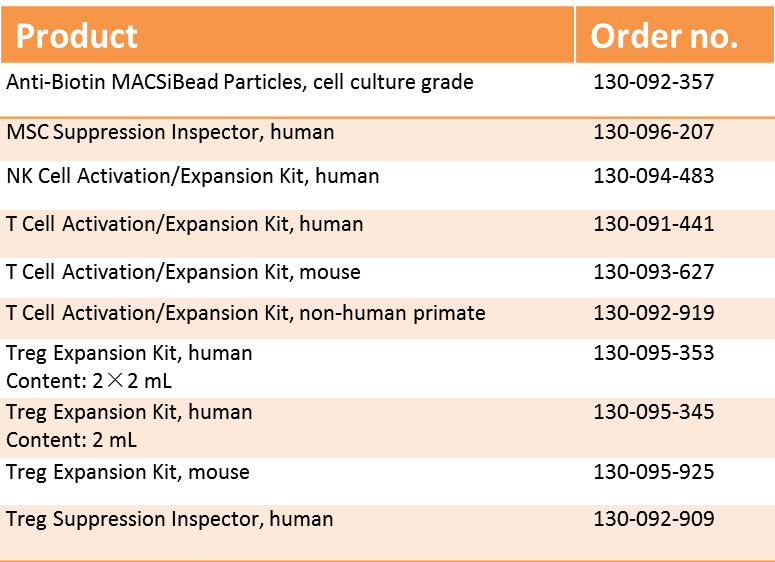 Product Order no.
Anti-Biotin MACSiBead Particles, cell culture grade 130-092-357
MSC Suppression Inspector, human 130-096-207
NK Cell Activation/Expansion Kit, human 130-094-483
T Cell Activation/Expansion Kit, human 130-091-441
T Cell Activation/Expansion Kit, mouse 130-093-627
T Cell Activation/Expansion Kit, non-human primate 130-092-919
Treg Expansion Kit, human 130-095-353
Content: 2×2 mL
Treg Expansion Kit, human 130-095-345
Content: 2 mL
Treg Expansion Kit, mouse 130-095-925
Treg Suppression Inspector, human 130-092-909